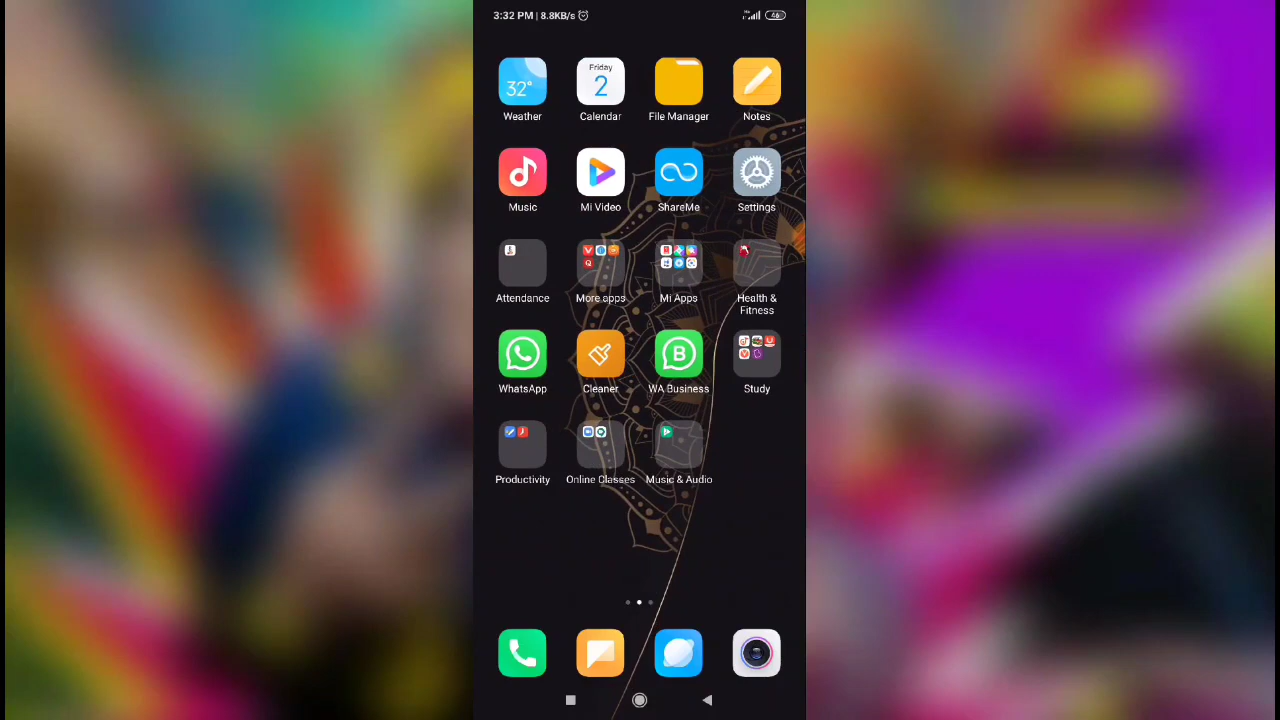 3:32 PM | 8.8KB/s
46
32°
Friday
2
Weather
Calendar
File Manager
Notes
Music
Mi Video
ShareMe
Settings
Attendance
More apps
Mi Apps
Health &
Fitness
B
WhatsApp
Cleaner
WA Business
Study
Productivity
Online Classes
Music & Audio